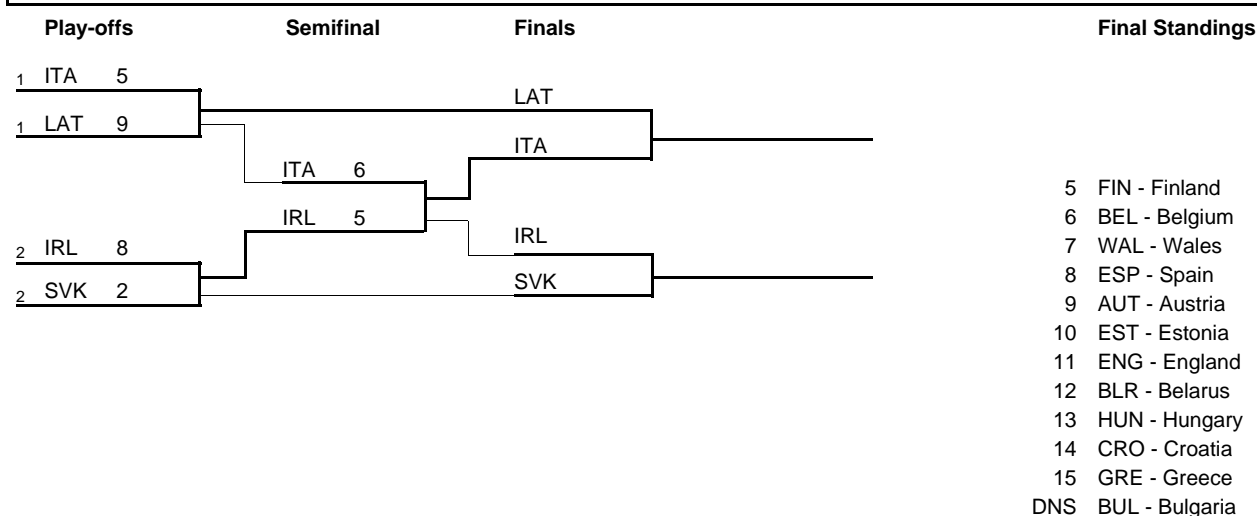 Play-offs Semifinal Finals Final Standings
1 ITA 5
LAT
1 LAT 9
ITA
ITA 6
5 FIN - Finland
IRL 5
6 BEL - Belgium
2 IRL 8
IRL
7 WAL - Wales
8 ESP - Spain
2 SVK 2
SVK
9 AUT - Austria
10 EST - Estonia
11 ENG - England
12 BLR - Belarus
13 HUN - Hungary
14 CRO - Croatia
15 GRE - Greece
DNS BUL - Bulgaria